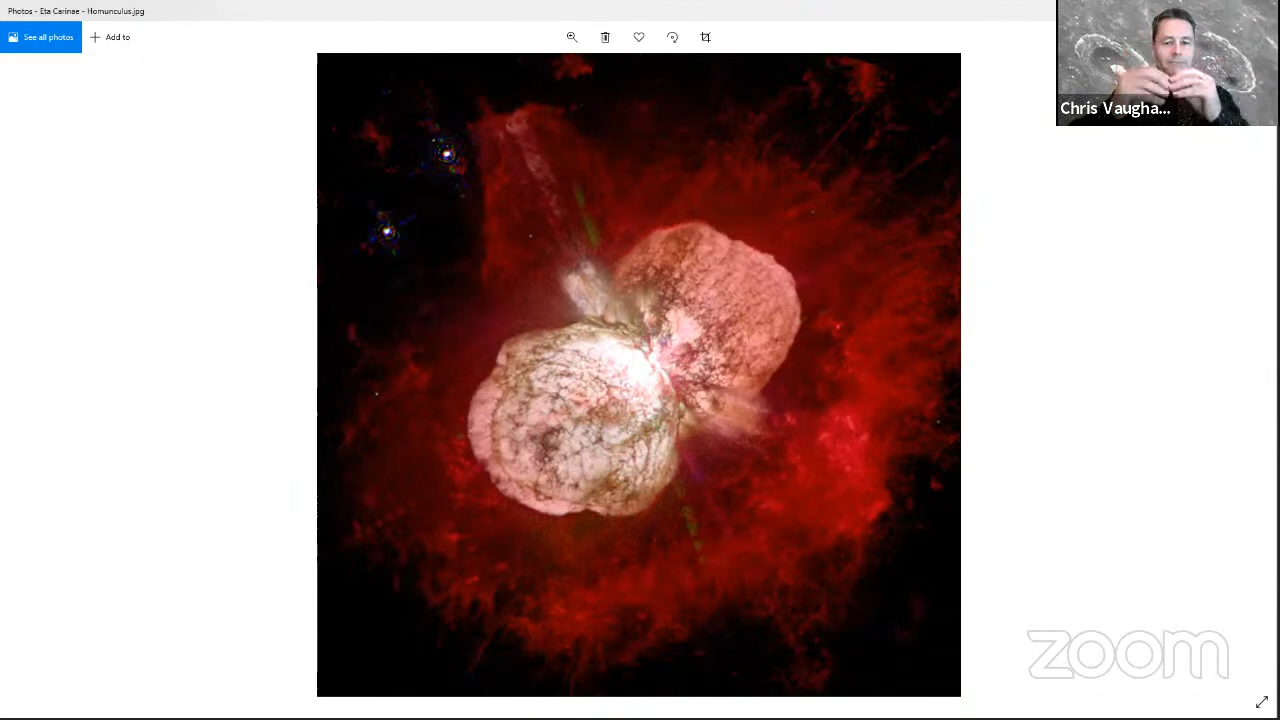 Photos - Eta Carinae - Homunculus.jpg
See all photos
Add to
Chris Vaugha...
zoom